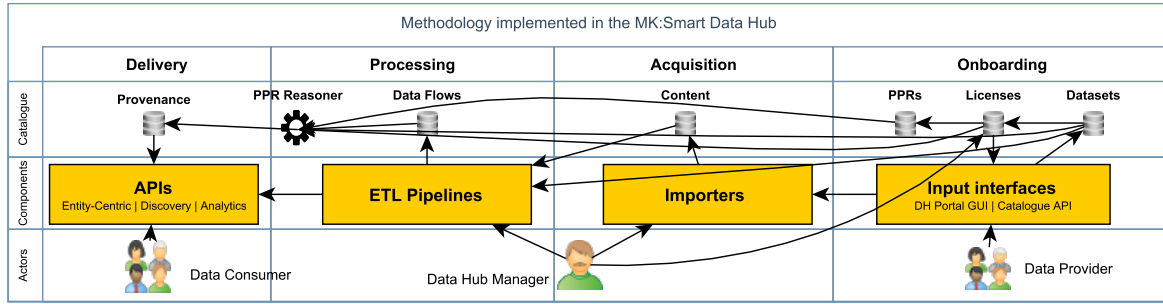 Methodology implemented in the MK:Smart Data Hub
Delivery
Processing
Acquisition
Onboarding
Catalogue
Provenance
PPR Reasoner
Data Flows
Content
PPRs
Licenses
Datasets
Components
APIs
Entity-Centric | Discovery | Analytics
ETL Pipelines
Importers
Input interfaces
DH Portal GUI | Catalogue API
Actors
Data Consumer
Data Hub Manager
Data Provider